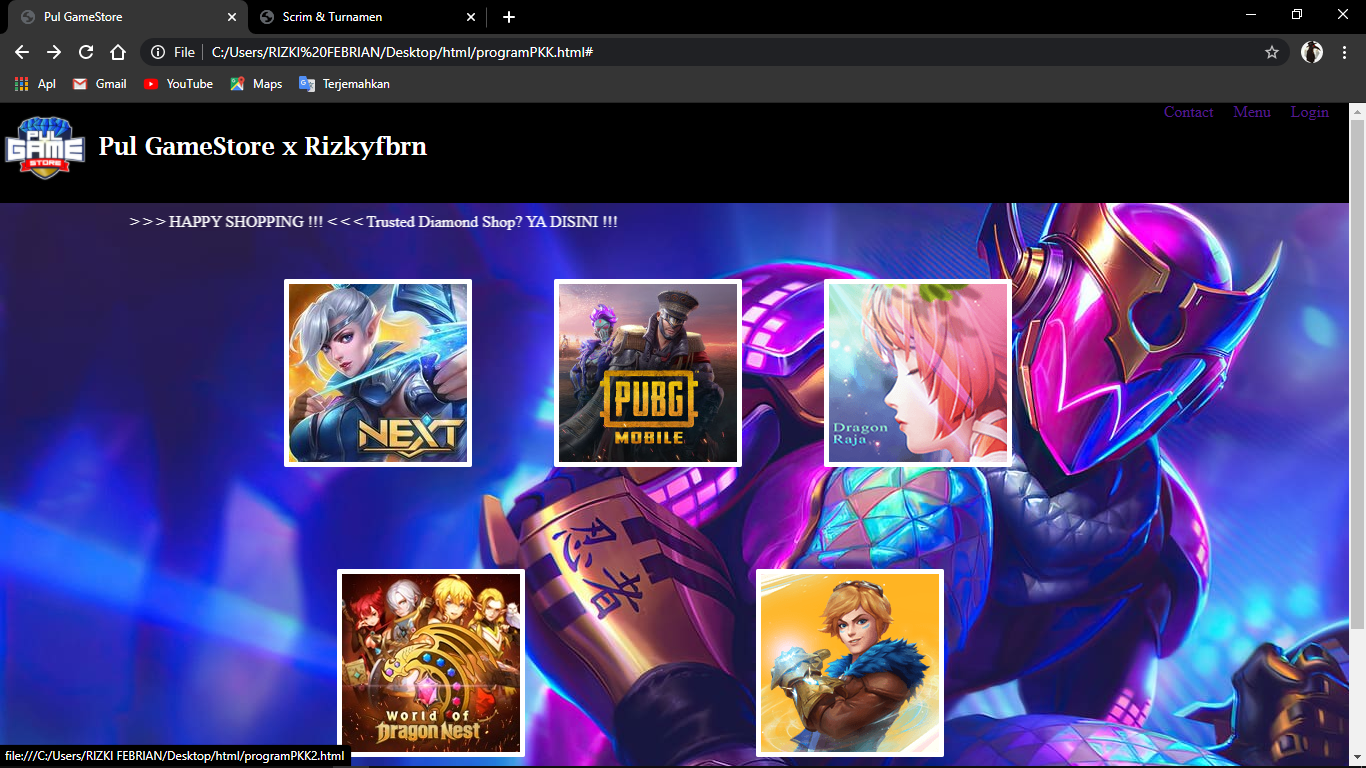 Pul GameStore
Scrim & Turnamen
File
C:/Users/RIZKI%20FEBRIAN/Desktop/html/programPKK.html#
Apl
Gmail
YouTube
Maps
Terjemahkan
Contact Menu Login
PUL
GAME
STORE
Pul GameStore x Rizkyfbrn
> > > HAPPY SHOPPING !!! < < < Trusted Diamond Shop? YA DISINI !!!
NEXT
PUBG
MOBILE
Dragon
Raja
忍者
World of
Dragon Nest
file:///C:/Users/RIZKI FEBRIAN/Desktop/html/programPKK2.html